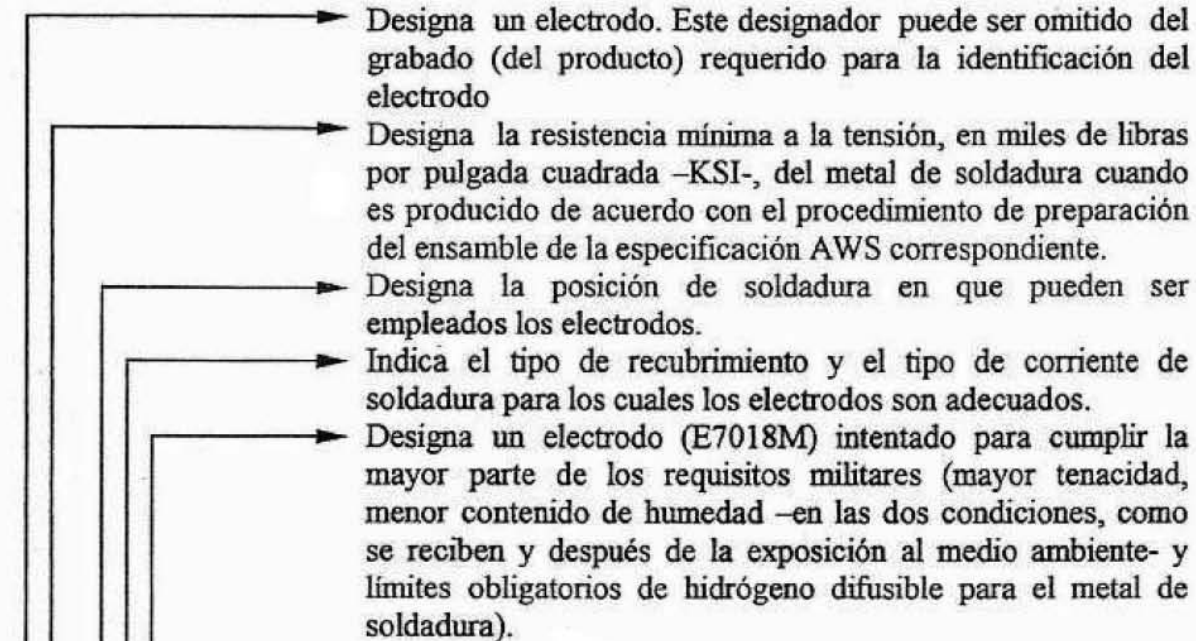 Designa un electrodo. Este designador puede ser omitido del
grabado (del producto) requerido para la identificación del
electrodo
Designa la resistencia mínima a la tensión, en miles de libras
por pulgada cuadrada –KSI-, del metal de soldadura cuando
es producido de acuerdo con el procedimiento de preparación
del ensamble de la especificación AWS correspondiente.
Designa la posición de soldadura en que pueden ser
empleados los electrodos.
Indica el tipo de recubrimiento y el tipo de corriente de
soldadura para los cuales los electrodos son adecuados.
Designa un electrodo (E7018M) intentado para cumplir la
mayor parte de los requisitos militares (mayor tenacidad,
menor contenido de humedad –en las dos condiciones, como
se reciben y después de la exposición al medio ambiente- y
límites obligatorios de hidrógeno difusible para el metal de
soldadura).